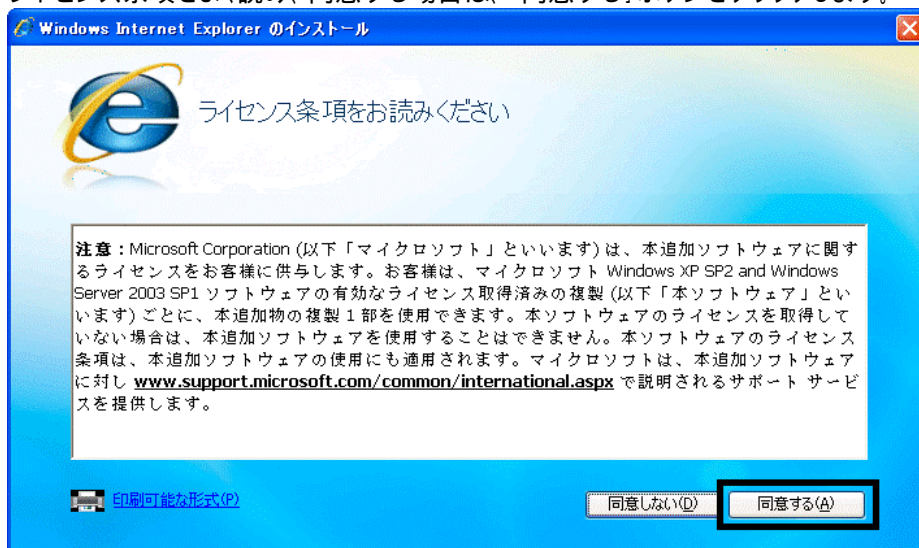 Windows Internet Explorer のインストール
ライセンス条項をお読みください
注意：Microsoft Corporation (以下「マイクロソフト」といいます) は、本追加ソフトウェアに関す
るライセンスをお客様に供与します。お客様は、マイクロソフト Windows XP SP2 and Windows
Server 2003 SP1 ソフトウェアの有効なライセンス取得済みの複製 (以下「本ソフトウェア」とい
います) ごとに、本追加物の複製 1 部を使用できます。本ソフトウェアのライセンスを取得して
いない場合は、本追加ソフトウェアを使用することはできません。本ソフトウェアのライセンス
条項は、本追加ソフトウェアの使用にも適用されます。マイクロソフトは、本追加ソフトウェア
に対し www.support.microsoft.com/common/international.aspx で説明されるサポート サービ
スを提供します。
印刷可能な形式(P)
同意しない(D) 同意する(A)